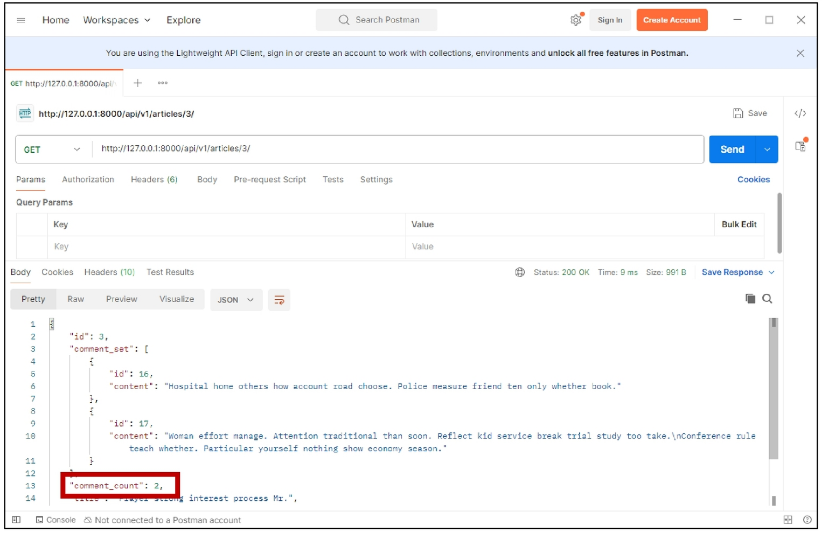 Home Workspaces Explore Search Postman Sign in Create Account
You are using the Lightweight API Client, sign in or create an account to work with collections, environments and unlock all free features in Postman.
GET http://127.0.0.1:8000/api/
http://127.0.0.1:8000/api/v1/articles/3/ Save
GET http://127.0.0.1:8000/api/v1/articles/3/ Send
Params Authorization Headers (6) Body Pre-request Script Tests Settings Cookies
Query Params
Key Value Bulk Edit
Key Value
Body Cookies Headers (10) Test Results Status: 200 OK Time: 9 ms Size: 991 B Save Response
Pretty Raw Preview Visualize JSON
1 {
2 "id": 3,
3 "comment_set": [
4 {
5 "id": 16,
6 "content": "Hospital home others how account road choose. Police measure friend ten only whether book."
7 },
8 {
9 "id": 17,
10 "content": "Woman effort manage. Attention traditional than soon. Reflect kid service break trial study too take.\nConference rule
teach whether. Particular yourself nothing show economy season."
11 }
12
13 "comment_count": 2,
14 strong interest process Mr.",
Console Not connected to a Postman account